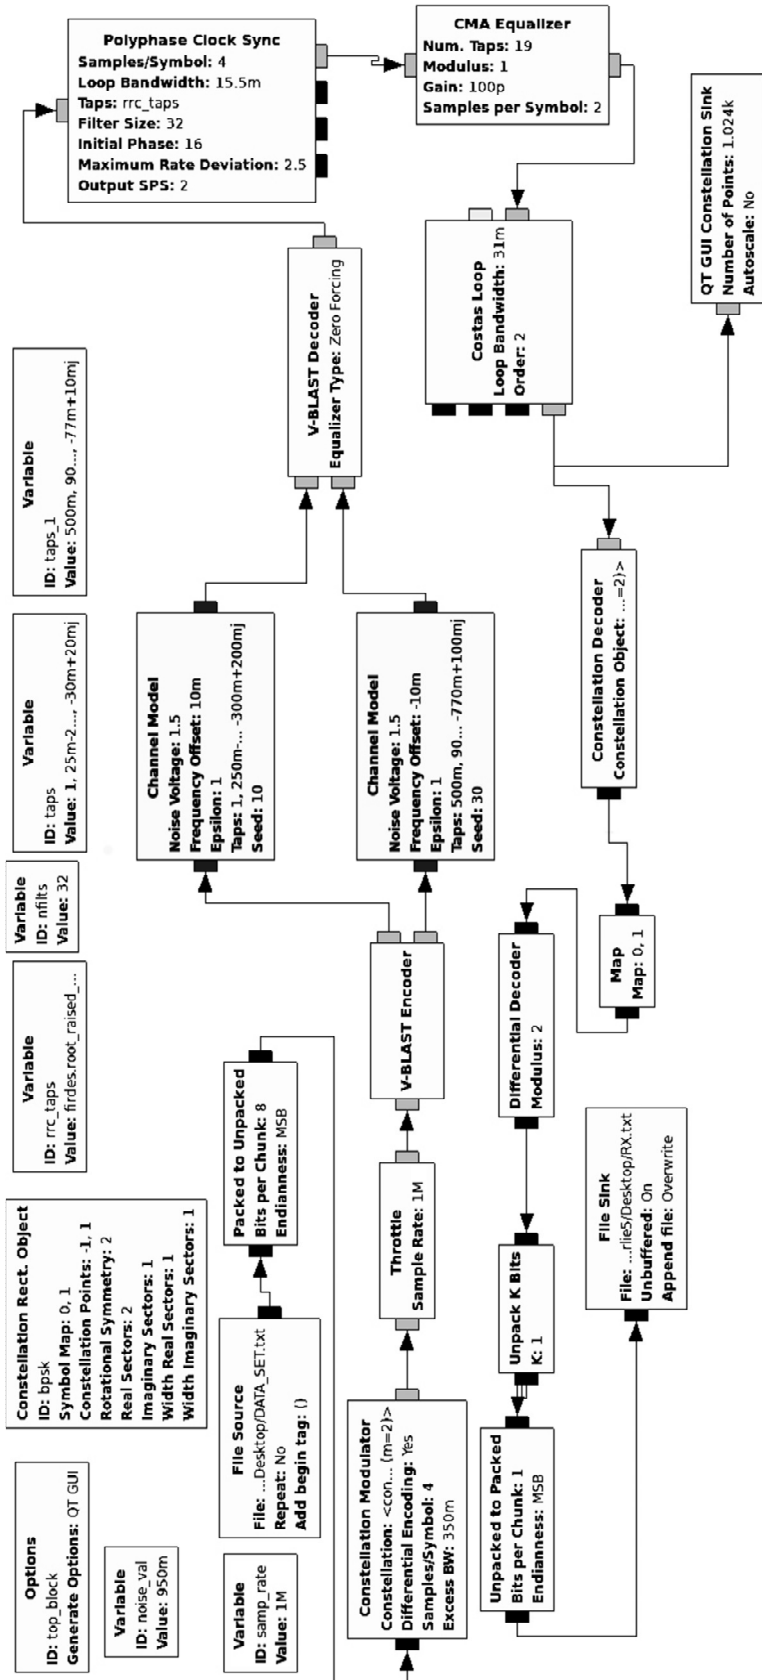 Options
ID: top_block
Generate Options: QT GUI
Variable
ID: noise_val
Value: 950m
Variable
ID: samp_rate
Value: 1M
Constellation Rect. Object
ID: bpsk
Symbol Map: 0, 1
Constellation Points: -1, 1
Rotational Symmetry: 2
Real Sectors: 2
Imaginary Sectors: 1
Width Real Sectors: 1
Width Imaginary Sectors: 1
Variable
ID: rrc_taps
Value: firdes.root_raised_...
Variable
ID: nfilts
Value: 32
Variable
ID: taps
Value: 1, 25m-2..., -30m+20mj
Variable
ID: taps_1
Value: 500m, 90..., -77m+10mj
File Source
File: ...Desktop/DATA_SET.txt
Repeat: No
Add begin tag: ()
Packed to Unpacked
Bits per Chunk: 8
Endianness: MSB
Constellation Modulator
Constellation: <con... (m=2)>
Differential Encoding: Yes
Samples/Symbol: 4
Excess BW: 350m
Throttle
Sample Rate: 1M
V-BLAST Encoder
Channel Model
Noise Voltage: 1.5
Frequency Offset: 10m
Epsilon: 1
Taps: 1, 250m-... -300m+200mj
Seed: 10
Channel Model
Noise Voltage: 1.5
Frequency Offset: -10m
Epsilon: 1
Taps: 500m, 90... -770m+100mj
Seed: 30
V-BLAST Decoder
Equalizer Type: Zero Forcing
Polyphase Clock Sync
Samples/Symbol: 4
Loop Bandwidth: 15.5m
Taps: rrc_taps
Filter Size: 32
Initial Phase: 16
Maximum Rate Deviation: 2.5
Output SPS: 2
CMA Equalizer
Num. Taps: 19
Modulus: 1
Gain: 100p
Samples per Symbol: 2
Costas Loop
Loop Bandwidth: 31m
Order: 2
QT GUI Constellation Sink
Number of Points: 1.024k
Autoscale: No
Constellation Decoder
Constellation Object: ...=2)>
Map
Map: 0, 1
Differential Decoder
Modulus: 2
Unpack K Bits
K: 1
Unpacked to Packed
Bits per Chunk: 1
Endianness: MSB
File Sink
File: ...rlie5/Desktop/RX.txt
Unbuffered: On
Append file: Overwrite